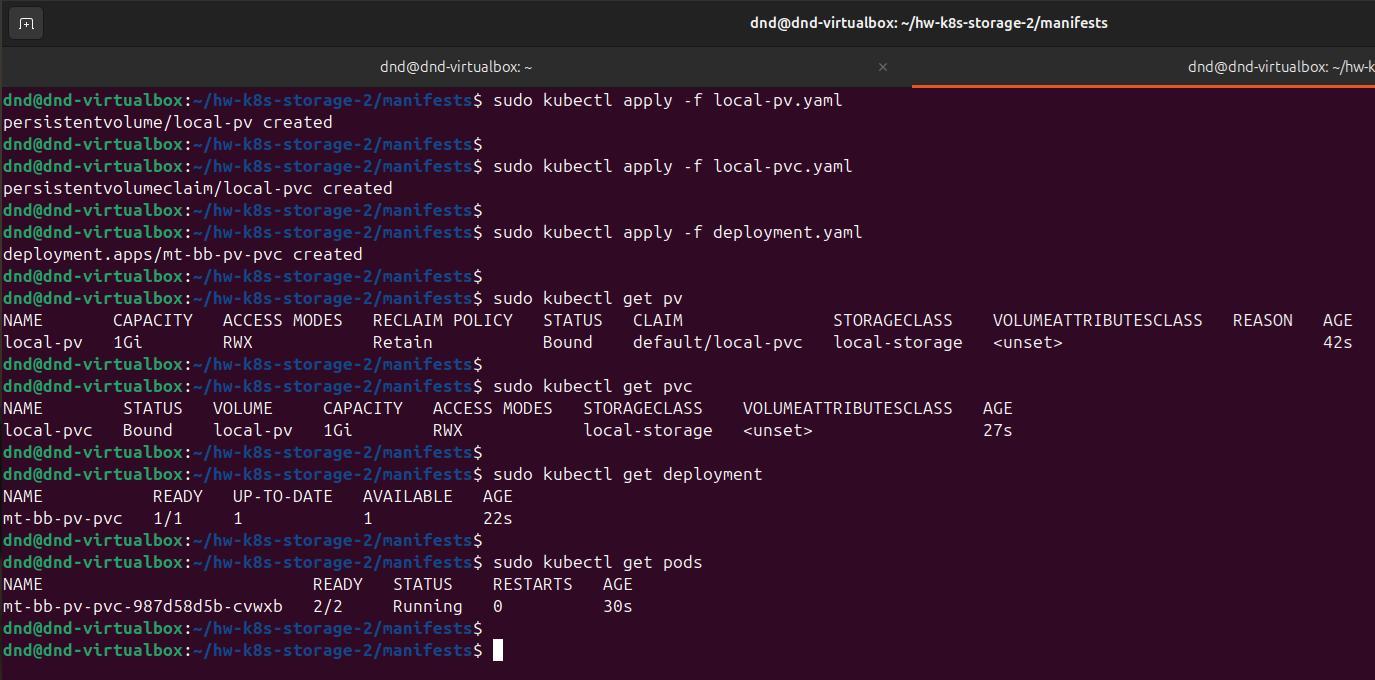 dnd@dnd-virtualbox: ~/hw-k8s-storage-2/manifests
dnd@dnd-virtualbox: ~ × dnd@dnd-virtualbox: ~/hw-k
dnd@dnd-virtualbox:~/hw-k8s-storage-2/manifests$ sudo kubectl apply -f local-pv.yaml
persistentvolume/local-pv created
dnd@dnd-virtualbox:~/hw-k8s-storage-2/manifests$
dnd@dnd-virtualbox:~/hw-k8s-storage-2/manifests$ sudo kubectl apply -f local-pvc.yaml
persistentvolumeclaim/local-pvc created
dnd@dnd-virtualbox:~/hw-k8s-storage-2/manifests$
dnd@dnd-virtualbox:~/hw-k8s-storage-2/manifests$ sudo kubectl apply -f deployment.yaml
deployment.apps/mt-bb-pv-pvc created
dnd@dnd-virtualbox:~/hw-k8s-storage-2/manifests$
dnd@dnd-virtualbox:~/hw-k8s-storage-2/manifests$ sudo kubectl get pv
NAME CAPACITY ACCESS MODES RECLAIM POLICY STATUS CLAIM STORAGECLASS VOLUMEATTRIBUTESCLASS REASON AGE
local-pv 1Gi RWX Retain Bound default/local-pvc local-storage <unset> 42s
dnd@dnd-virtualbox:~/hw-k8s-storage-2/manifests$
dnd@dnd-virtualbox:~/hw-k8s-storage-2/manifests$ sudo kubectl get pvc
NAME STATUS VOLUME CAPACITY ACCESS MODES STORAGECLASS VOLUMEATTRIBUTESCLASS AGE
local-pvc Bound local-pv 1Gi RWX local-storage <unset> 27s
dnd@dnd-virtualbox:~/hw-k8s-storage-2/manifests$
dnd@dnd-virtualbox:~/hw-k8s-storage-2/manifests$ sudo kubectl get deployment
NAME READY UP-TO-DATE AVAILABLE AGE
mt-bb-pv-pvc 1/1 1 1 22s
dnd@dnd-virtualbox:~/hw-k8s-storage-2/manifests$
dnd@dnd-virtualbox:~/hw-k8s-storage-2/manifests$ sudo kubectl get pods
NAME READY STATUS RESTARTS AGE
mt-bb-pv-pvc-987d58d5b-cvwxb 2/2 Running 0 30s
dnd@dnd-virtualbox:~/hw-k8s-storage-2/manifests$
dnd@dnd-virtualbox:~/hw-k8s-storage-2/manifests$